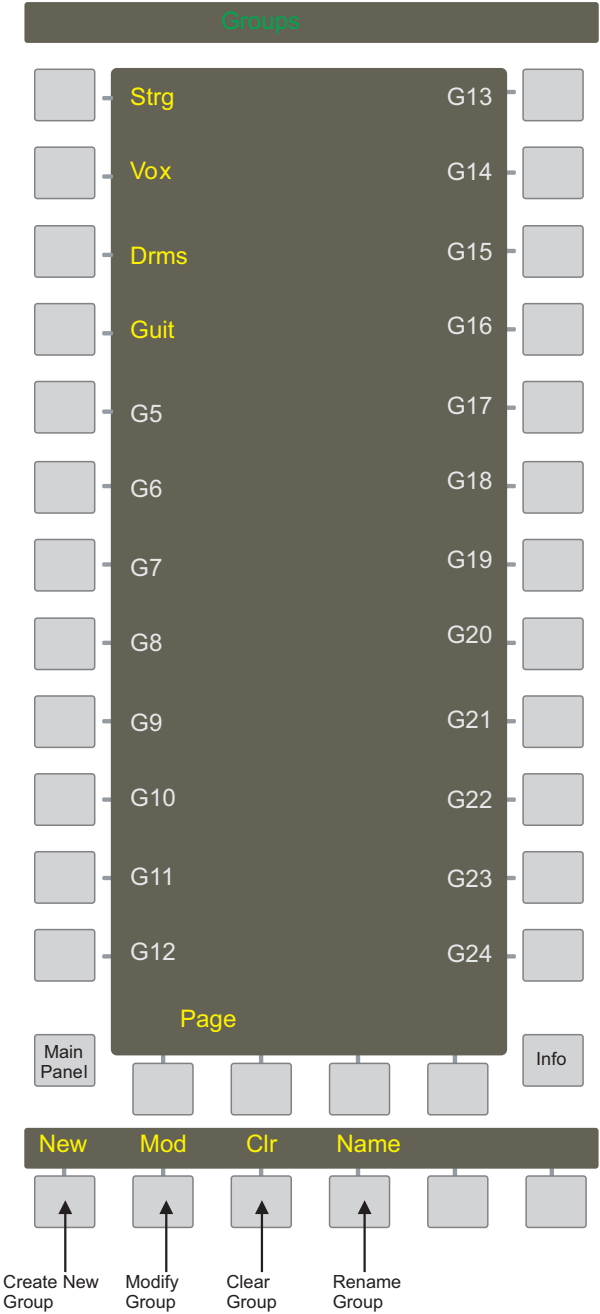 Groups
Strg G13
Vox G14
Drms G15
Guit G16
G5 G17
G6 G18
G7 G19
G8 G20
G9 G21
G10 G22
G11 G23
G12 G24
Page
Main
Panel
Info
New Mod Clr Name
Create New
Group
Modify
Group
Clear
Group
Rename
Group